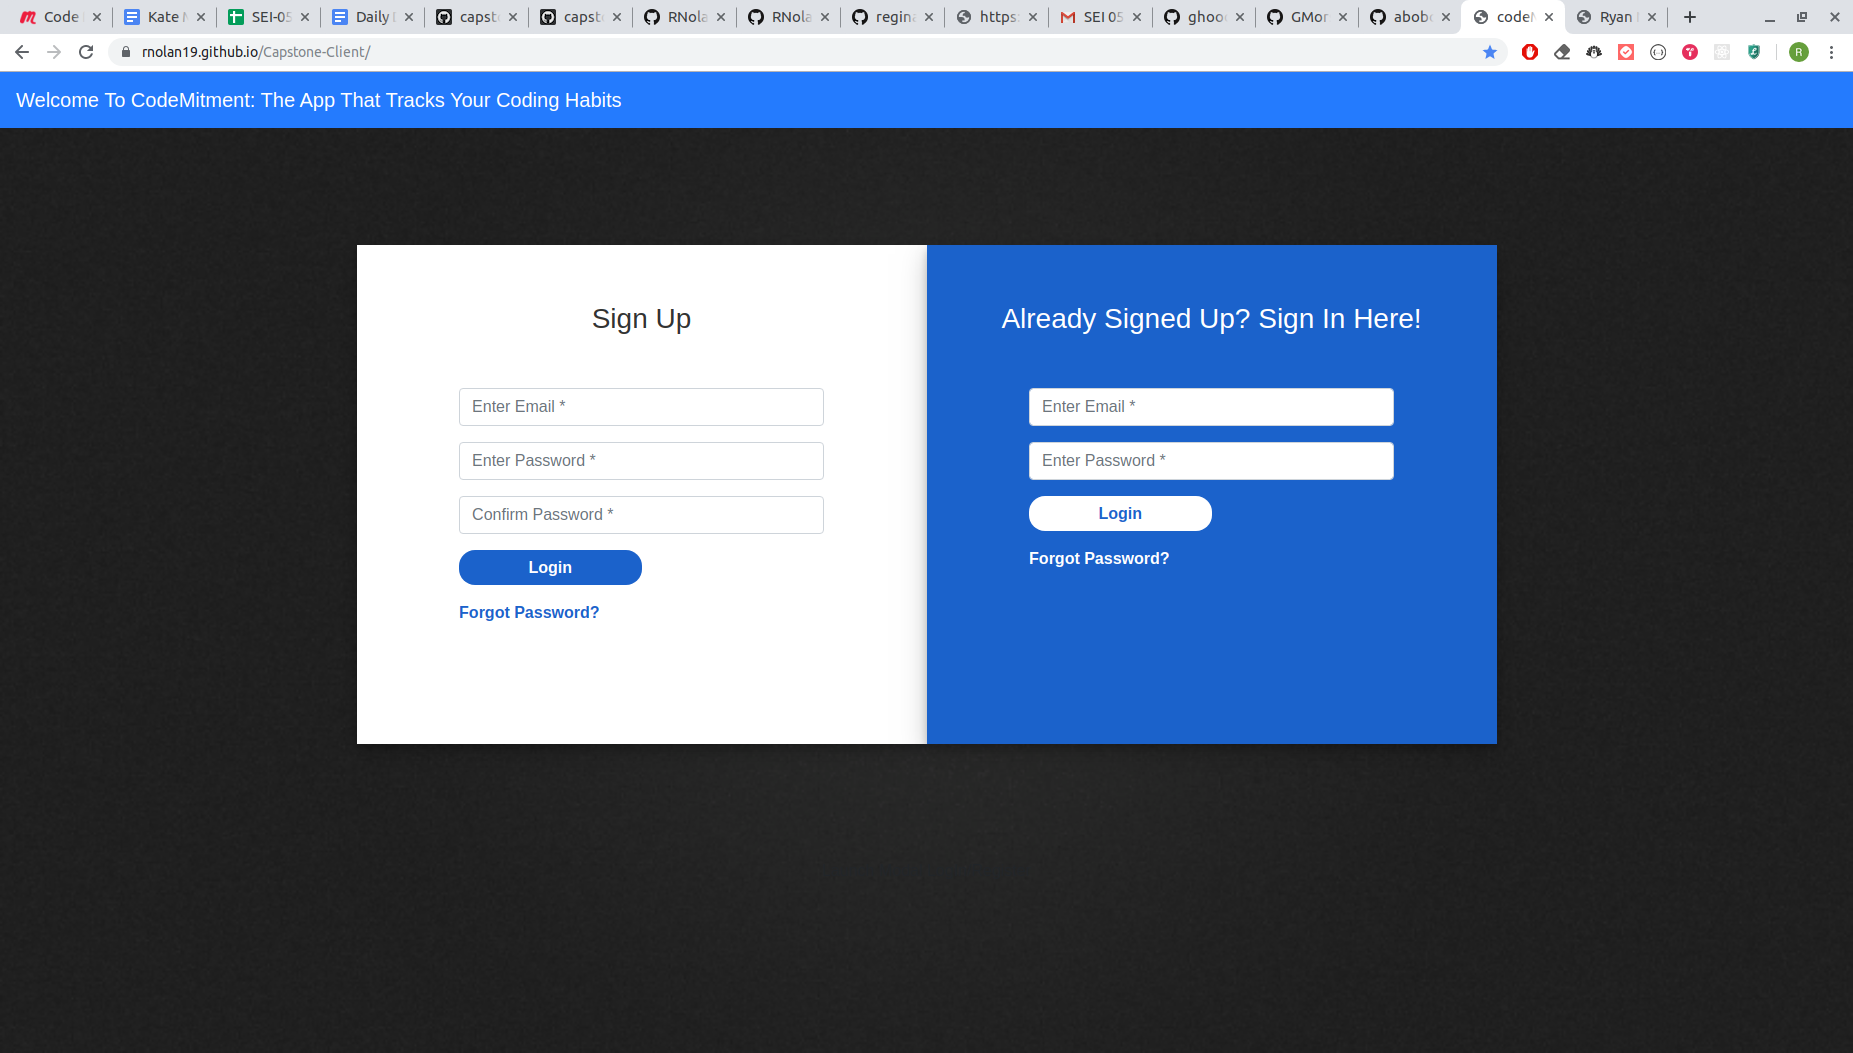 Code
Kate
SEI-05
Daily
capst
capst
RNola
RNola
regina
https:
SEI 05
ghoo
GMor
abob
code
Ryan
rnolan19.github.io/Capstone-Client/
R
Welcome To CodeMitment: The App That Tracks Your Coding Habits
Sign Up
Enter Email *
Enter Password *
Confirm Password *
Login
Forgot Password?
Already Signed Up? Sign In Here!
Enter Email *
Enter Password *
Login
Forgot Password?